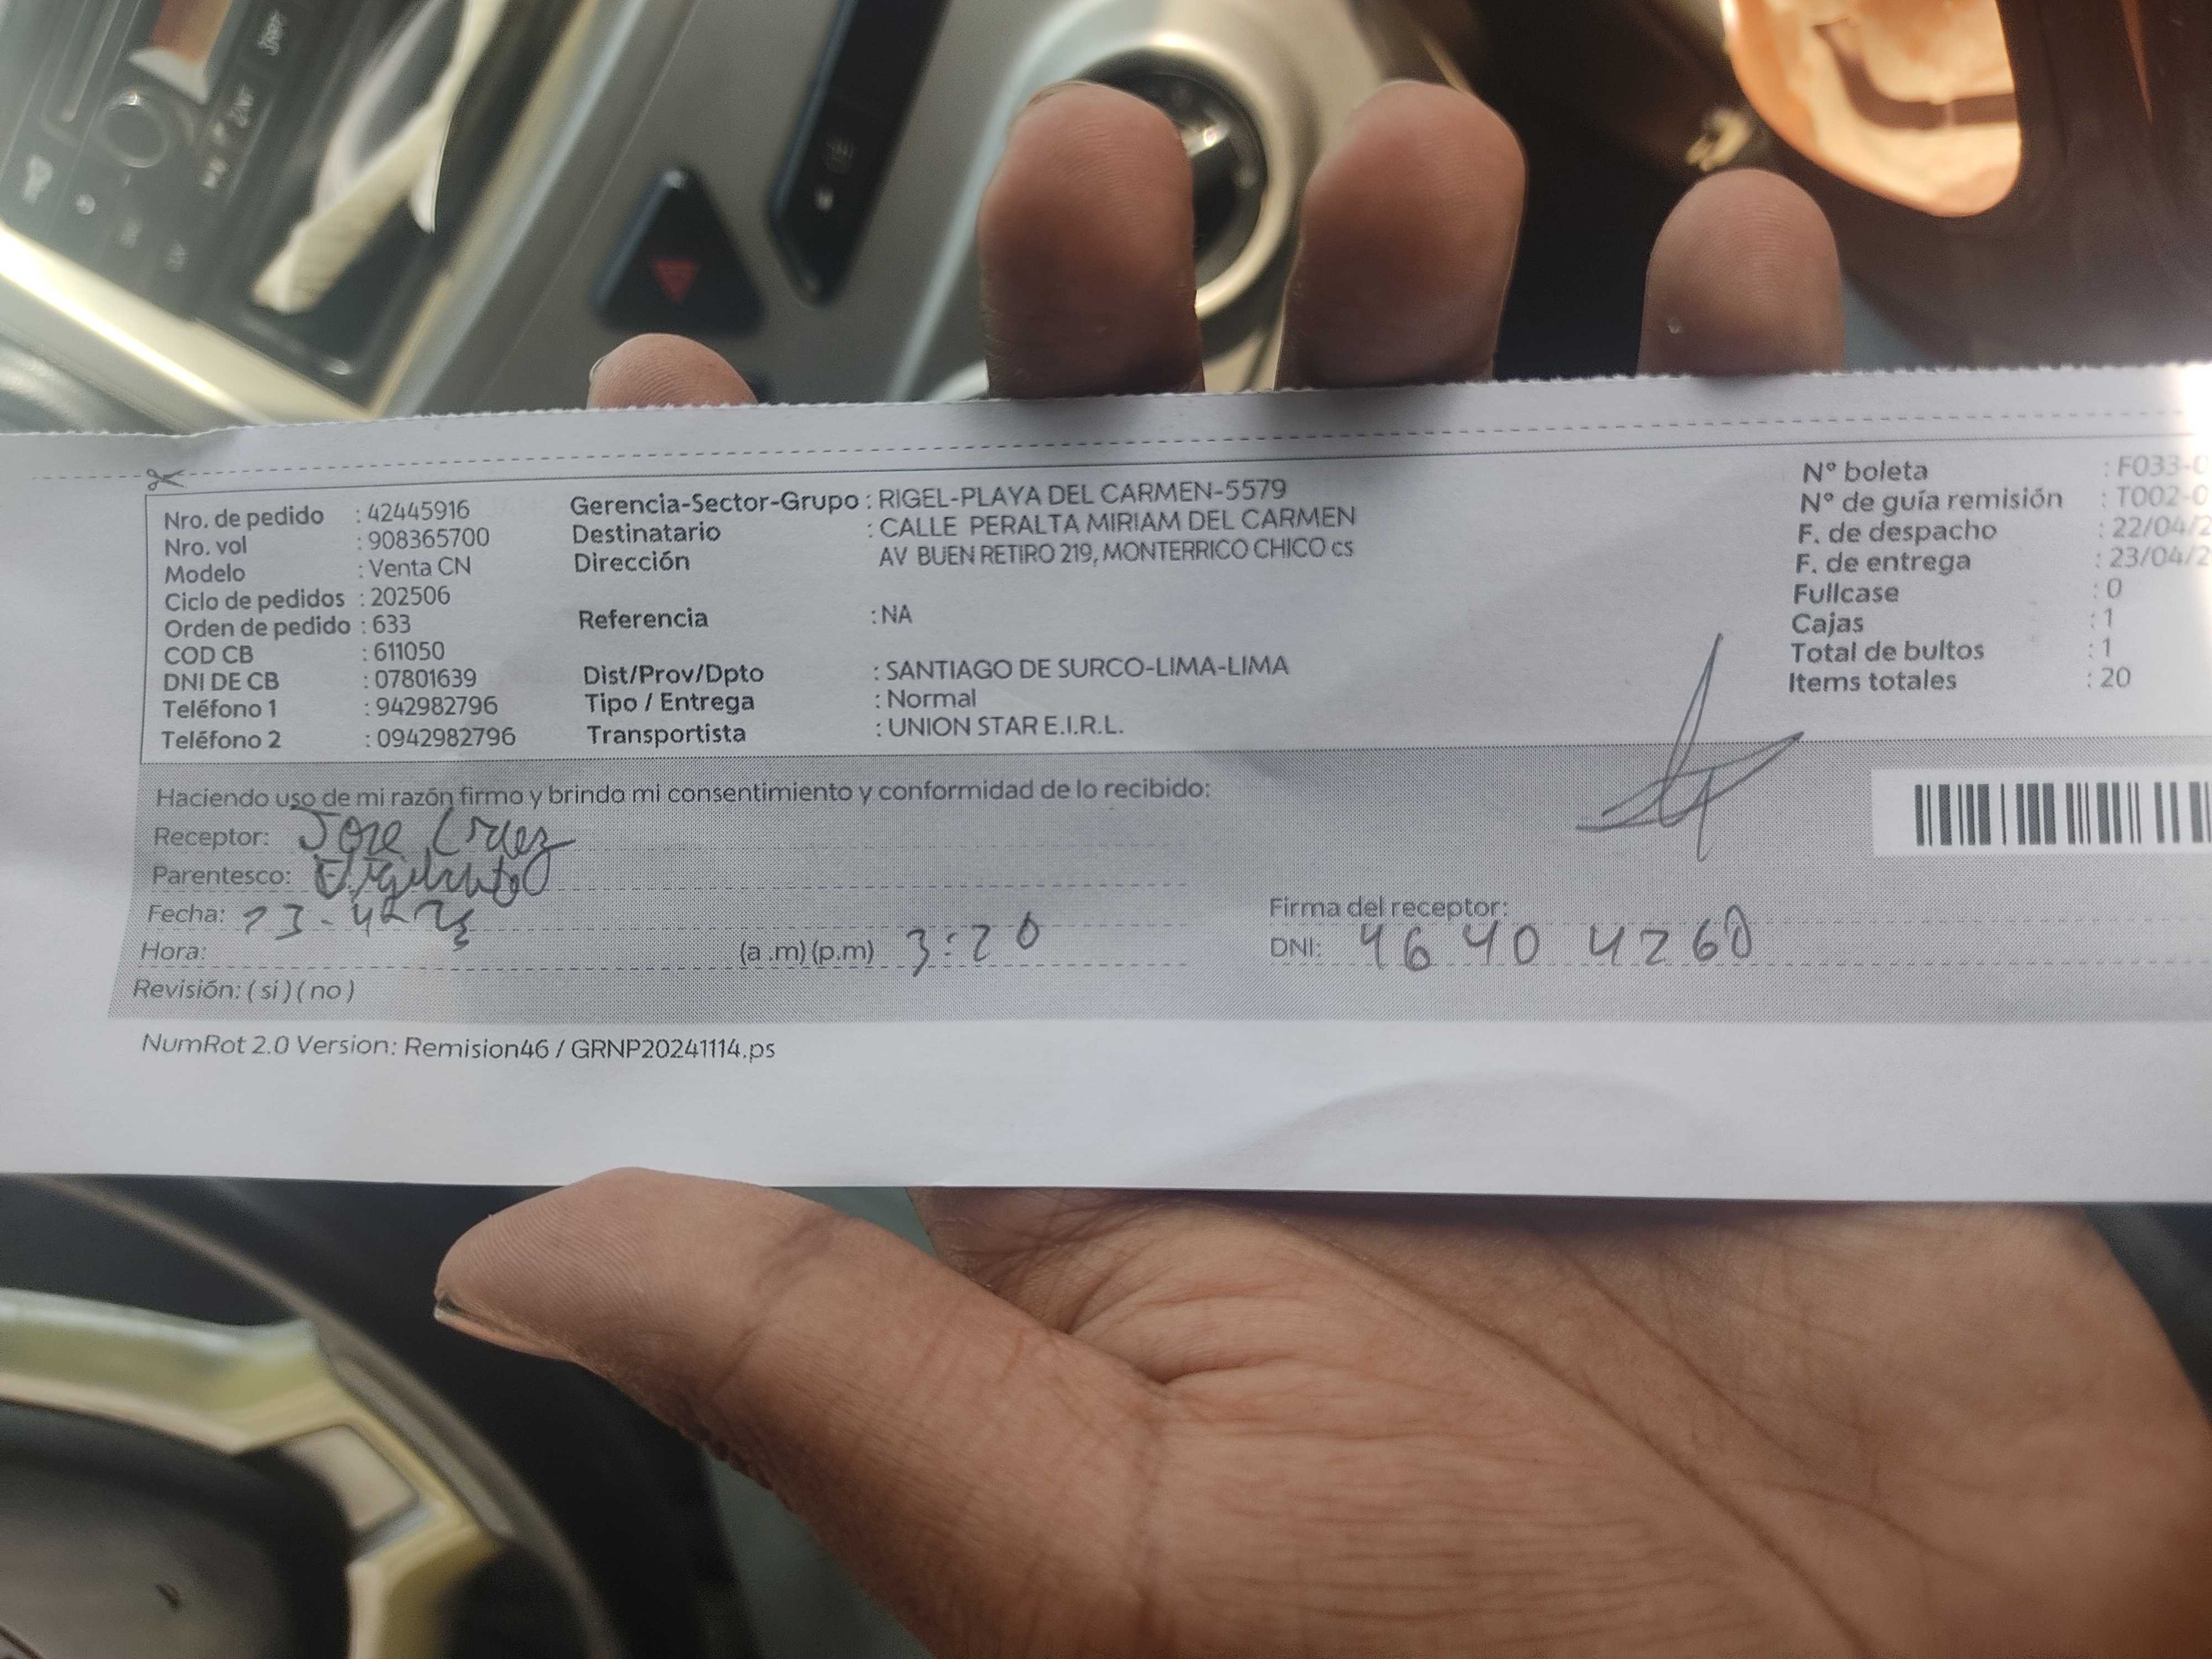 Nro. de pedido : 42445916
Nro. vol : 908365700
Modelo : Venta CN
Ciclo de pedidos : 202506
Orden de pedido : 633
COD CB : 611050
DNI DE CB : 07801639
Teléfono 1 : 942982796
Teléfono 2 : 0942982796
Gerencia-Sector-Grupo : RIGEL-PLAYA DEL CARMEN-5579
Destinatario : CALLE PERALTA MIRIAM DEL CARMEN
Dirección AV BUEN RETIRO 219, MONTERRICO CHICO cs
Referencia : NA
Dist/Prov/Dpto : SANTIAGO DE SURCO-LIMA-LIMA
Tipo / Entrega : Normal
Transportista : UNION STAR E.I.R.L.
N° boleta : F033-
N° de guía remisión : T002-0
F. de despacho : 22/04/2
F. de entrega : 23/04/2
Fullcase : 0
Cajas : 1
Total de bultos : 1
Items totales : 20
Haciendo uso de mi razón firmo y brindo mi consentimiento y conformidad de lo recibido:
Receptor: Jose
Parentesco:
Fecha:
Hora: (a .m) (p.m) 3:20
Revisión: ( si ) ( no )
Firma del receptor:
DNI: 46 40 4260
NumRot 2.0 Version: Remision46 / GRNP20241114.ps